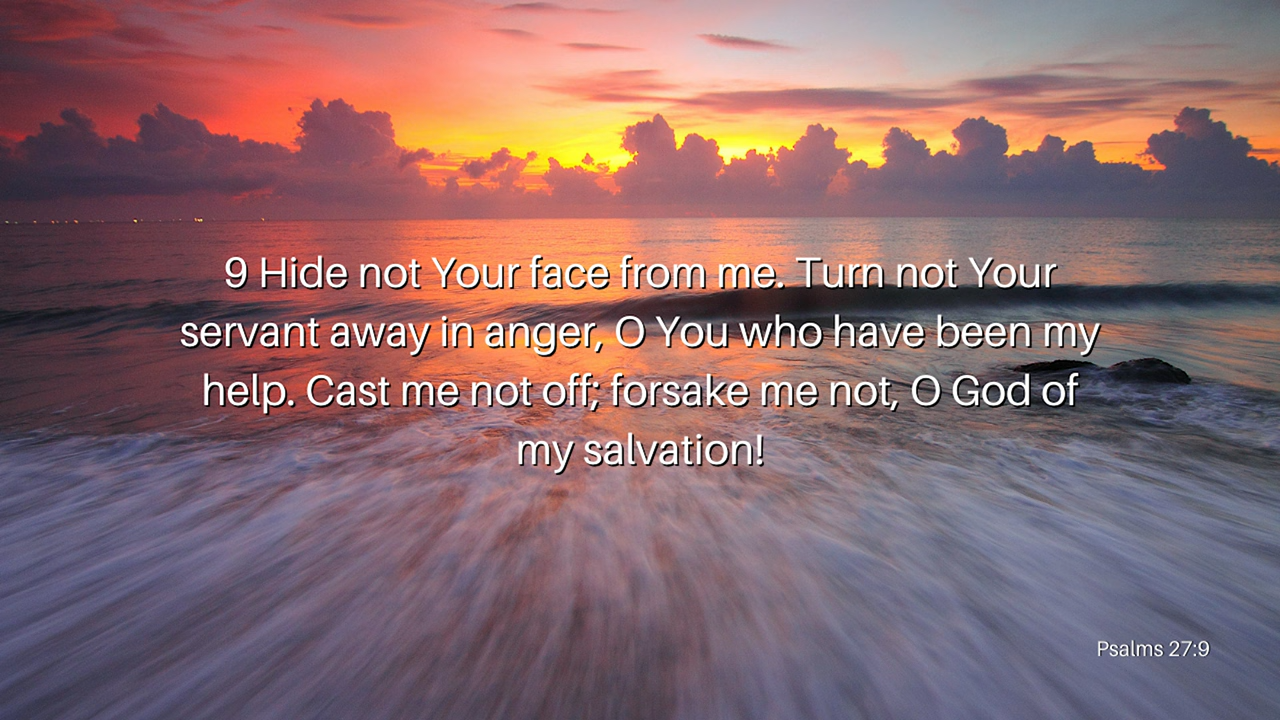 9 Hide not Your face from me. Turn not Your
servant away in anger, O You who have been my
help. Cast me not off; forsake me not, O God of
my salvation!
Psalms 27:9